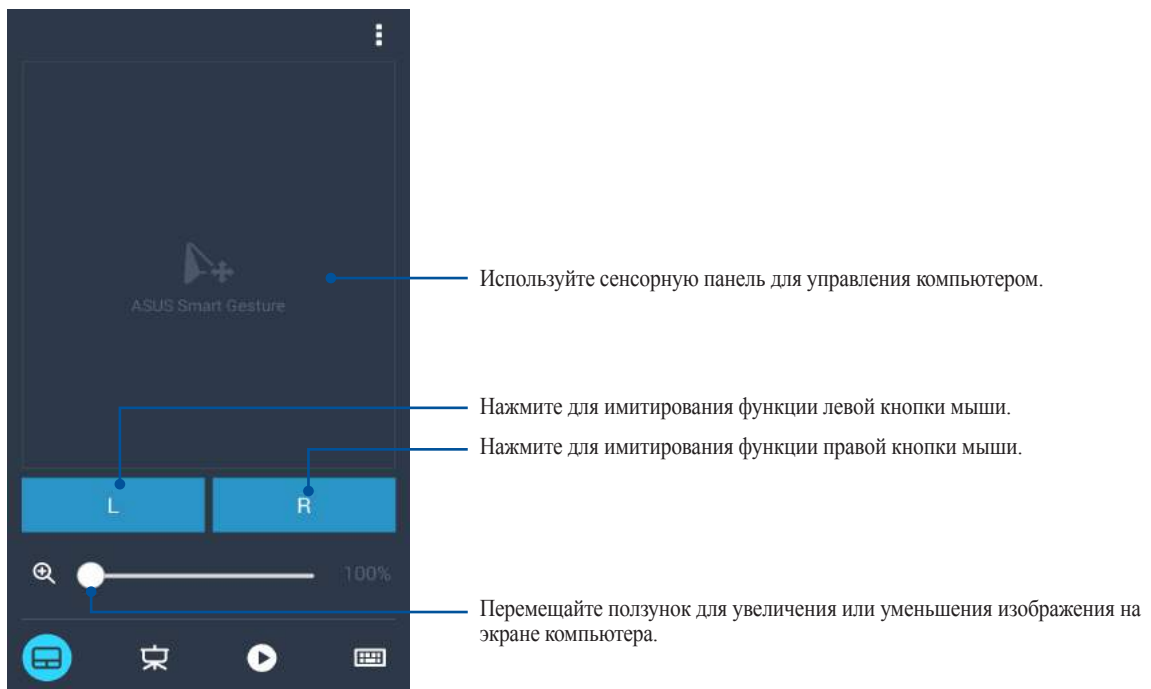 ASUS Smart Gesture
Используйте сенсорную панель для управления компьютером.
Нажмите для имитирования функции левой кнопки мыши.
Нажмите для имитирования функции правой кнопки мыши.
L
R
100%
Перемещайте ползунок для увеличения или уменьшения изображения на
экране компьютера.